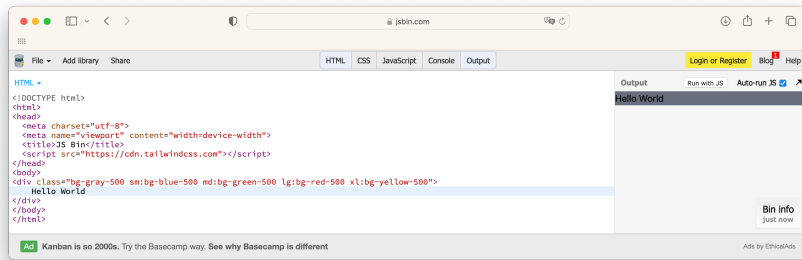 jsbin.com
File Add library Share HTML CSS JavaScript Console Output Login or Register Blog 1 Help
HTML Output Run with JS Auto-run JS
<!DOCTYPE html>
<html>
<head>
<meta charset="utf-8">
<meta name="viewport" content="width=device-width">
<title>JS Bin</title>
<script src="https://cdn.tailwindcss.com"></script>
</head>
<body>
<div class="bg-gray-500 sm:bg-blue-500 md:bg-green-500 lg:bg-red-500 xl:bg-yellow-500">
Hello World
</div>
</body>
</html>
Hello World
Bin info
just now
Ad Kanban is so 2000s. Try the Basecamp way. See why Basecamp is different Ads by EthicalAds